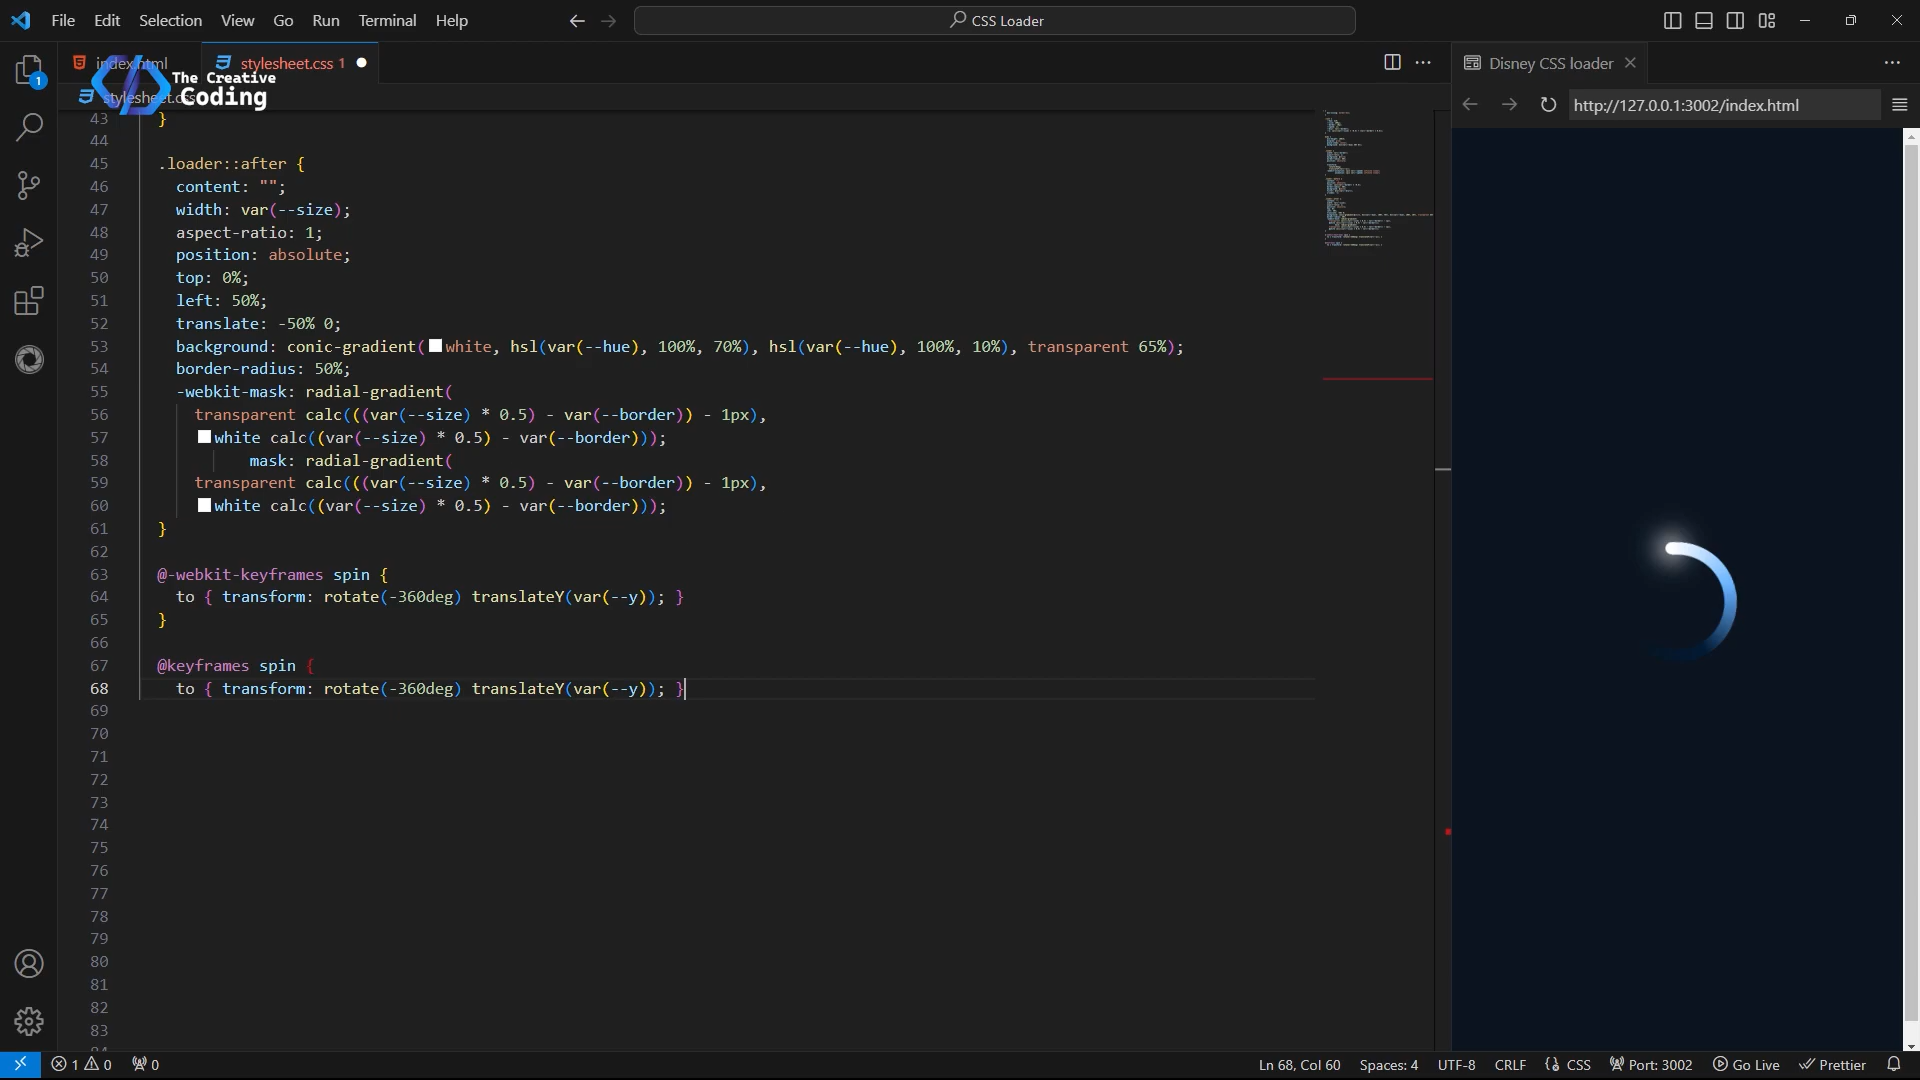 File Edit Selection View Go Run Terminal Help
CSS Loader
index.html
stylesheet.css 1
Disney CSS loader
The Creative
Coding
stylesheet.css
http://127.0.0.1:3002/index.html
43 }
44
45 .loader::after {
46 content: "";
47 width: var(--size);
48 aspect-ratio: 1;
49 position: absolute;
50 top: 0%;
51 left: 50%;
52 translate: -50% 0;
53 background: conic-gradient(white, hsl(var(--hue), 100%, 70%), hsl(var(--hue), 100%, 10%), transparent 65%);
54 border-radius: 50%;
55 -webkit-mask: radial-gradient(
56 transparent calc(((var(--size) * 0.5) - var(--border)) - 1px),
57 white calc((var(--size) * 0.5) - var(--border)));
58 mask: radial-gradient(
59 transparent calc(((var(--size) * 0.5) - var(--border)) - 1px),
60 white calc((var(--size) * 0.5) - var(--border)));
61 }
62
63 @-webkit-keyframes spin {
64 to { transform: rotate(-360deg) translateY(var(--y)); }
65 }
66
67 @keyframes spin {
68 to { transform: rotate(-360deg) translateY(var(--y)); }
69
70
71
72
73
74
75
76
77
78
79
80
81
82
83
1 0 0
Ln 68, Col 60 Spaces: 4 UTF-8 CRLF {} CSS Port: 3002 Go Live Prettier